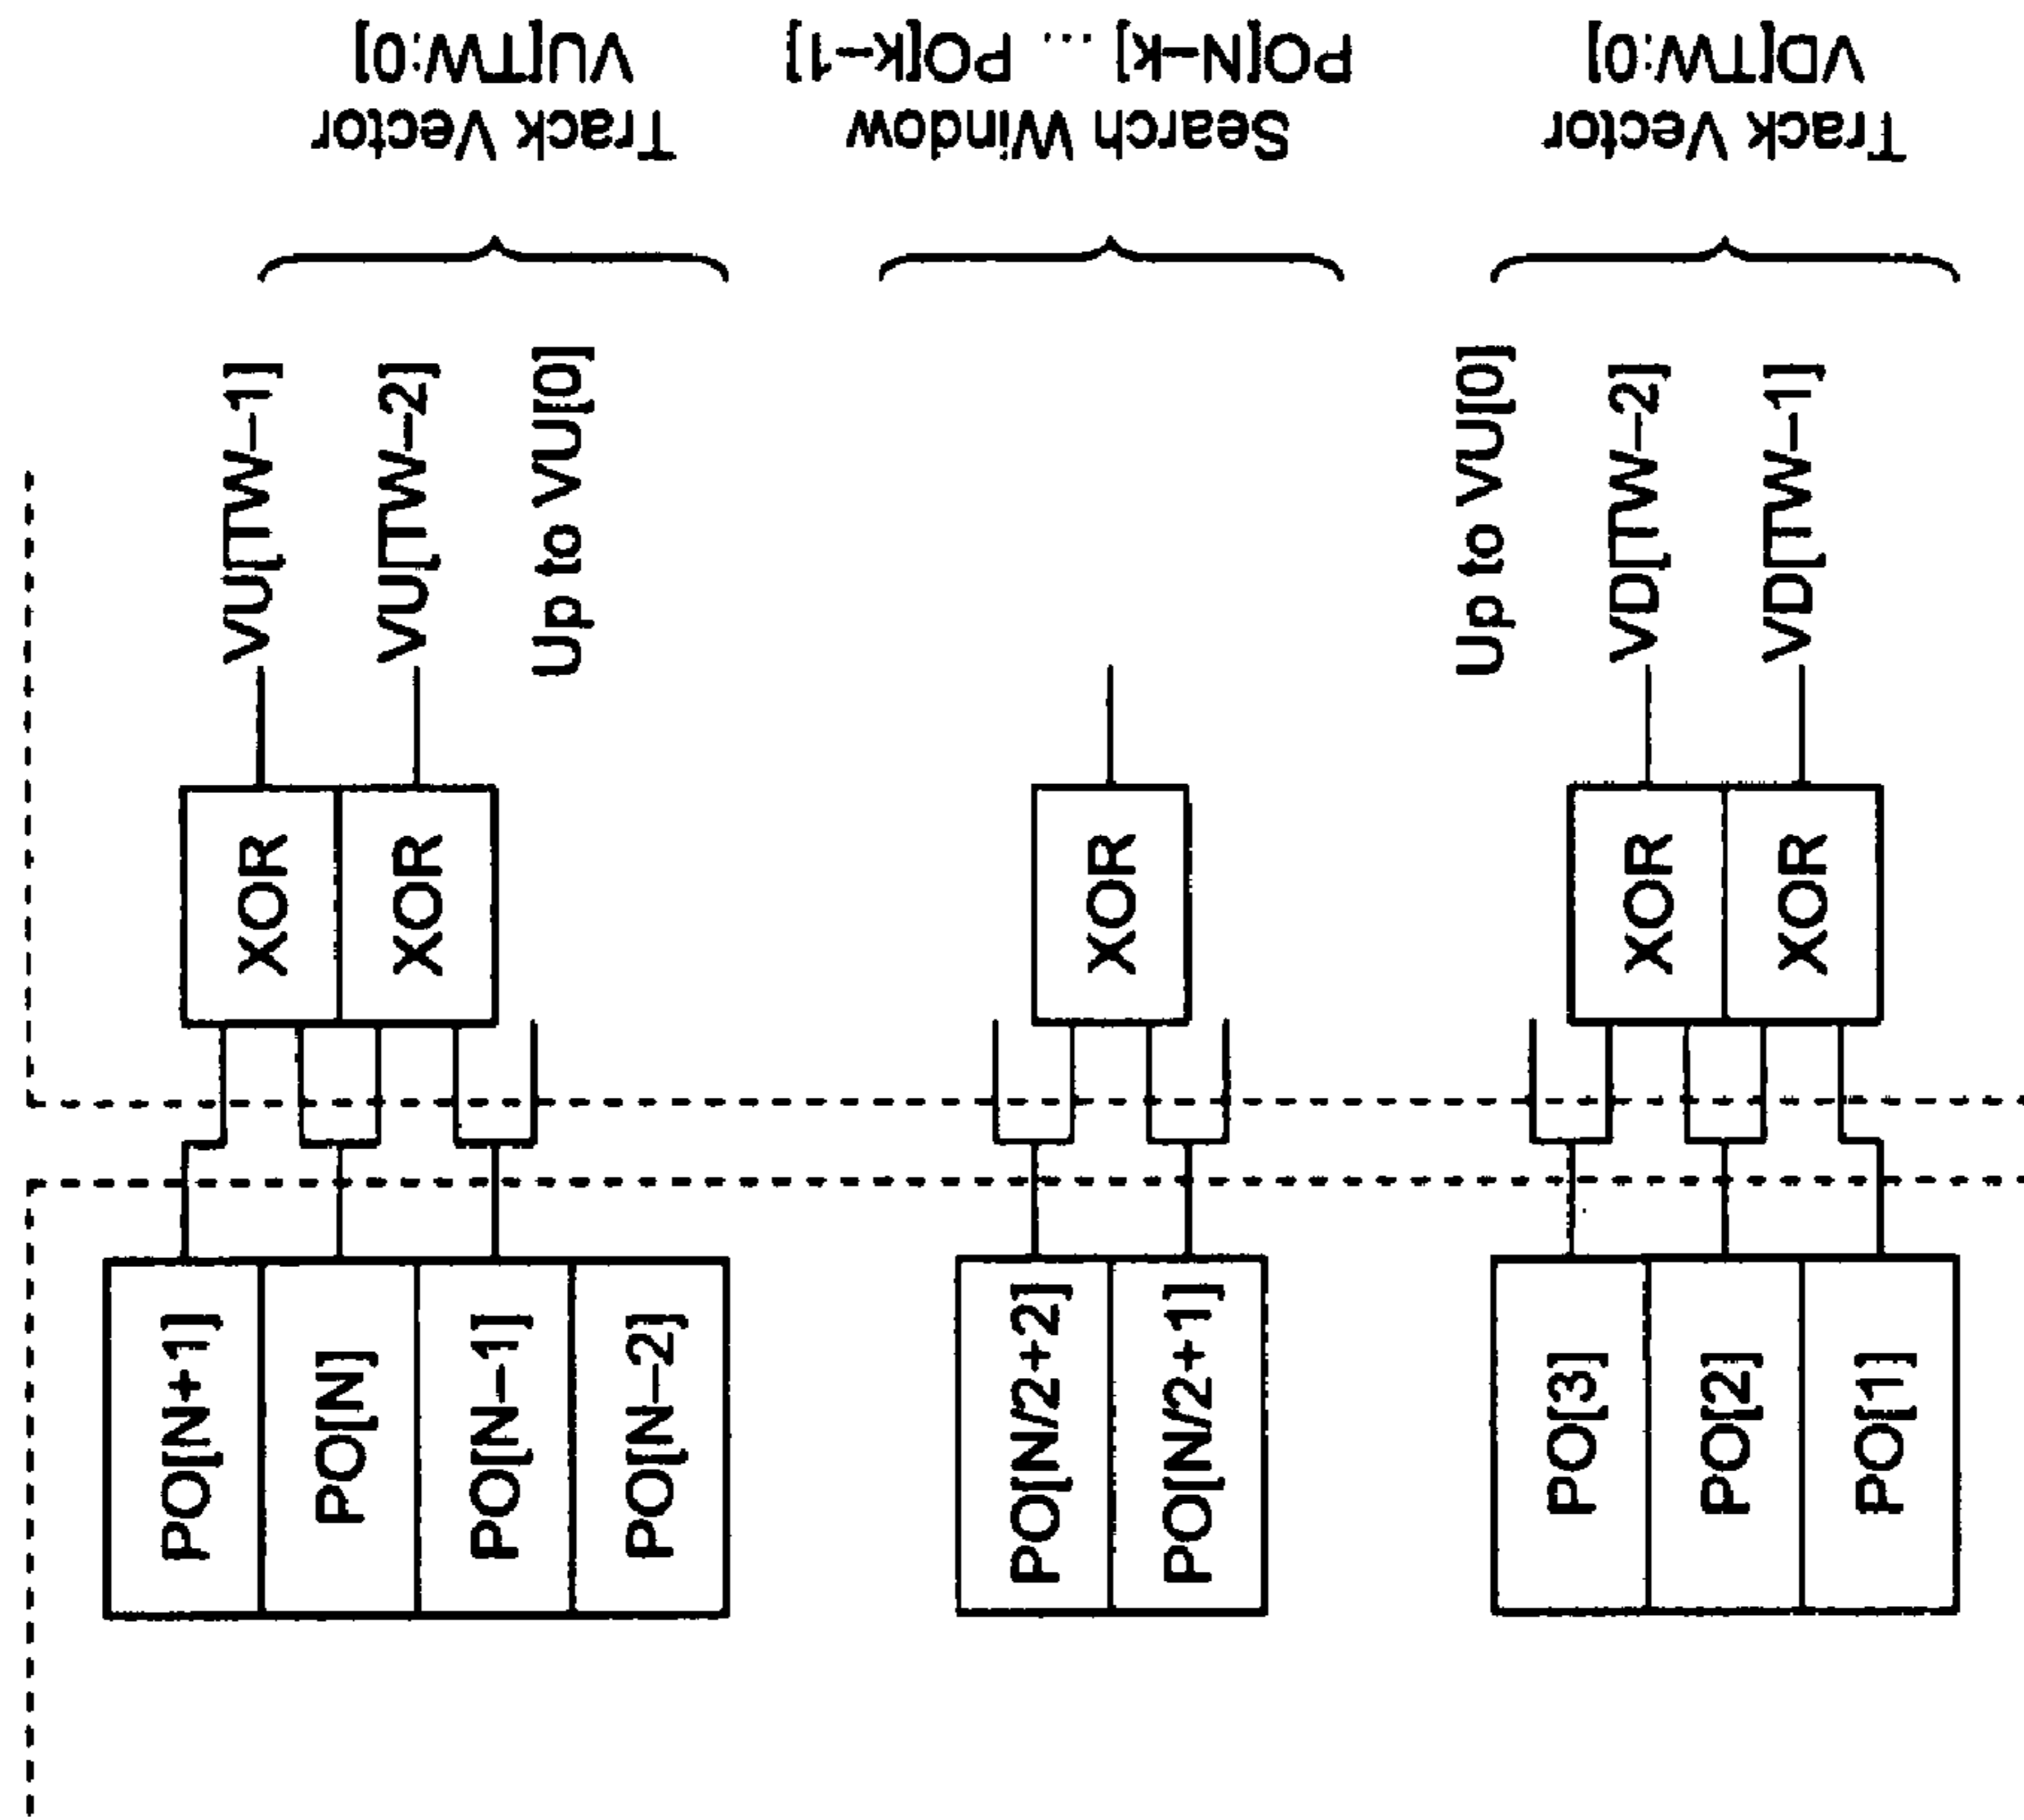 Track Vector
VU[TW:0]
Search Window
PO[N-k] ... PO[k-1]
Track Vector
VD[TW:0]
VU[TW-1]
VU[TW-2]
Up to VU[0]
Up to VU[0]
VD[TW-2]
VD[TW-1]
XOR
XOR
XOR
XOR
XOR
PO[N+1]
PO[N]
PO[N-1]
PO[N-2]
PO[N/2+2]
PO[N/2+1]
PO[3]
PO[2]
PO[1]